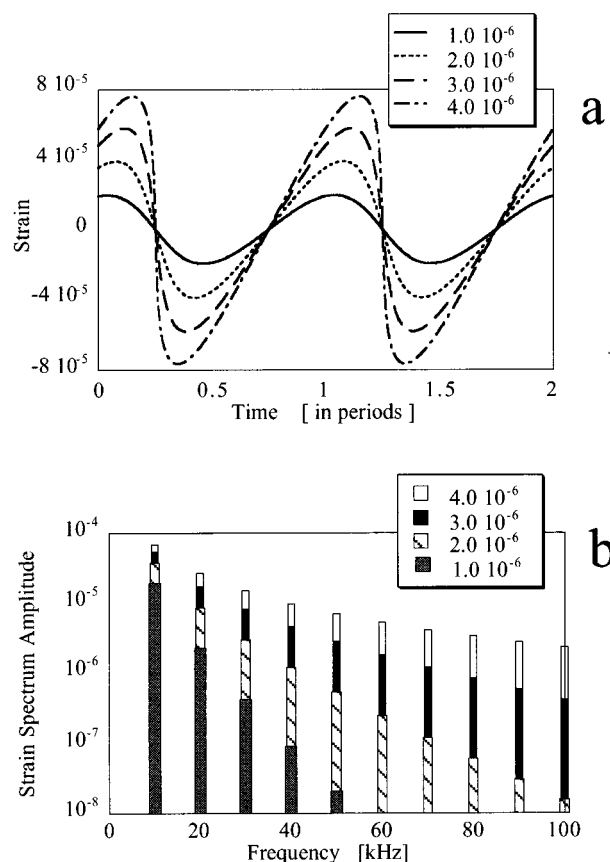 1.0 10⁻⁶
2.0 10⁻⁶
3.0 10⁻⁶
4.0 10⁻⁶
a
8 10⁻⁵
4 10⁻⁵
0
-4 10⁻⁵
-8 10⁻⁵
Strain
0 0.5 1 1.5 2
Time [ in periods ]
4.0 10⁻⁶
3.0 10⁻⁶
2.0 10⁻⁶
1.0 10⁻⁶
b
10⁻⁴
10⁻⁵
10⁻⁶
10⁻⁷
10⁻⁸
Strain Spectrum Amplitude
0 20 40 60 80 100
Frequency [kHz]